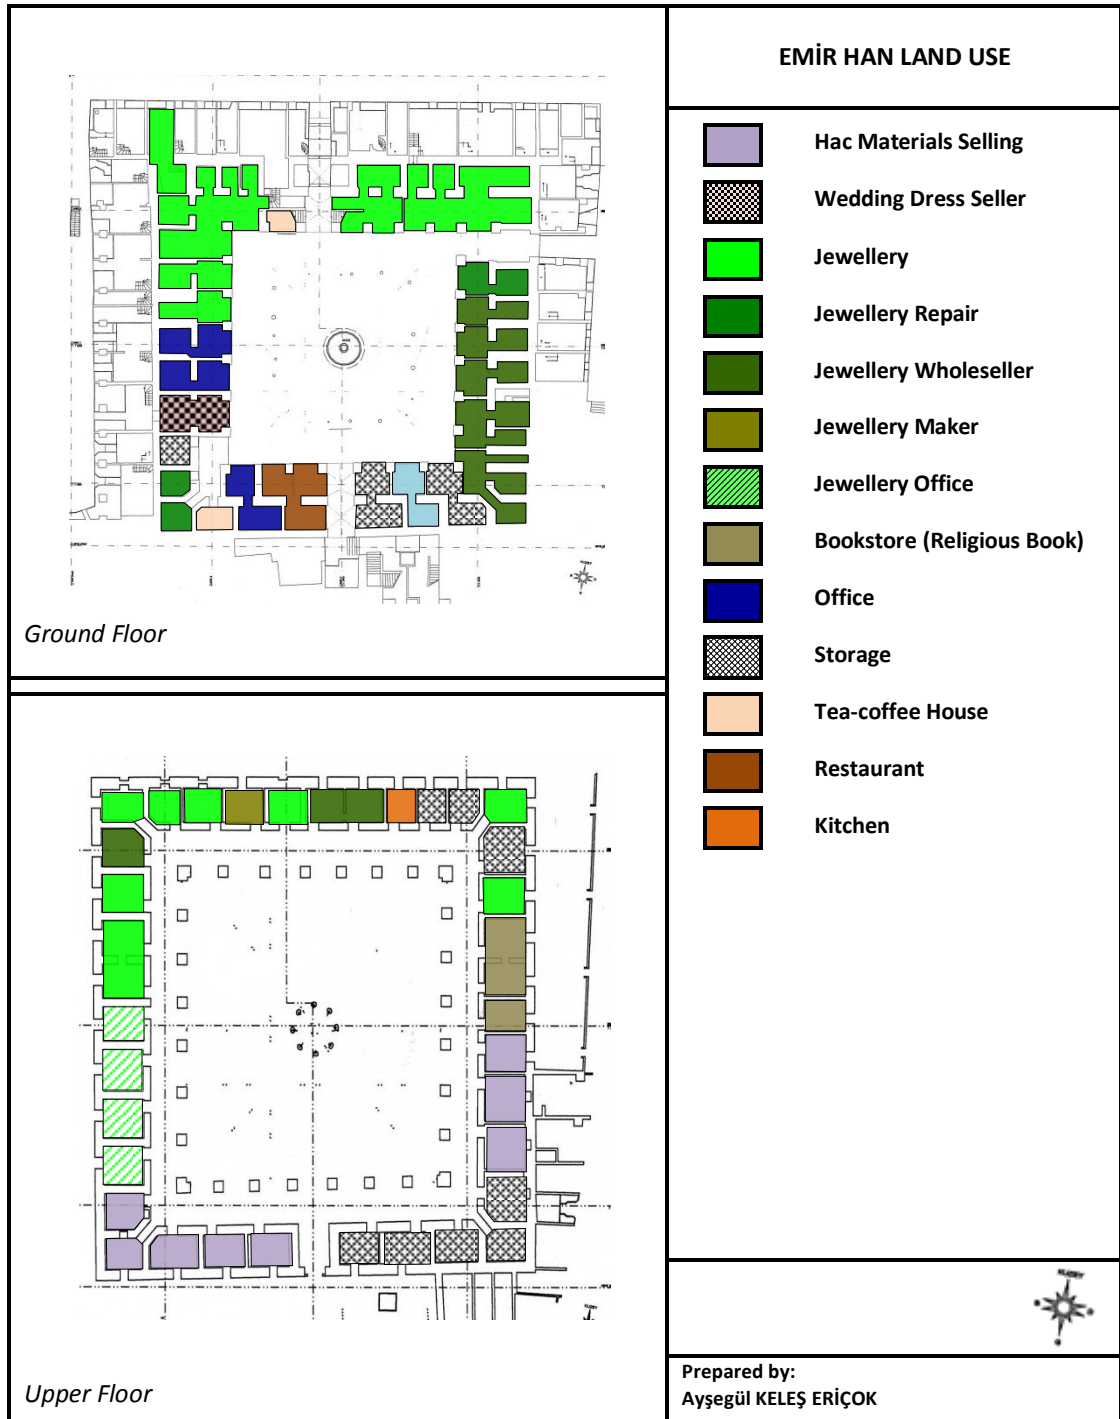 EMİR HAN LAND USE
Hac Materials Selling
Wedding Dress Seller
Jewellery
Jewellery Repair
Jewellery Wholeseller
Jewellery Maker
Jewellery Office
Bookstore (Religious Book)
Office
Storage
Tea-coffee House
Restaurant
Kitchen
Ground Floor
Upper Floor
KUZEY
Prepared by:
Ayşegül KELEŞ ERİÇOK